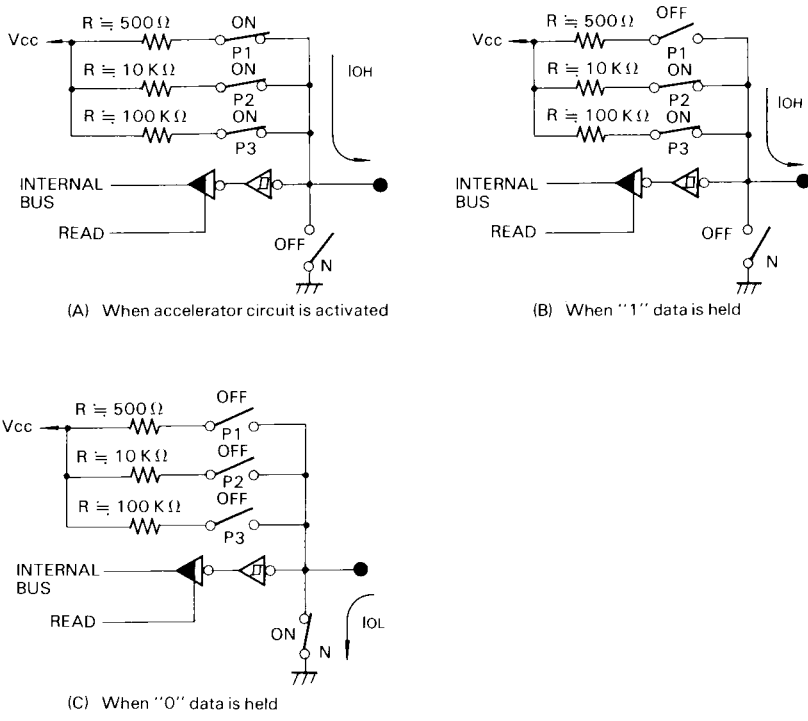 R ≒ 500Ω
ON
Vcc
P1
R ≒ 10 KΩ
ON
P2
IOH
R ≒ 100 KΩ
ON
P3
INTERNAL
BUS
READ
OFF
N
(A) When accelerator circuit is activated
R ≒ 500Ω
OFF
Vcc
P1
R ≒ 10 KΩ
ON
P2
IOH
R ≒ 100 KΩ
ON
P3
INTERNAL
BUS
READ
OFF
N
(B) When "1" data is held
R ≒ 500Ω
OFF
Vcc
P1
R ≒ 10 KΩ
OFF
P2
R ≒ 100 KΩ
OFF
P3
INTERNAL
BUS
READ
ON
IOL
N
(C) When "0" data is held